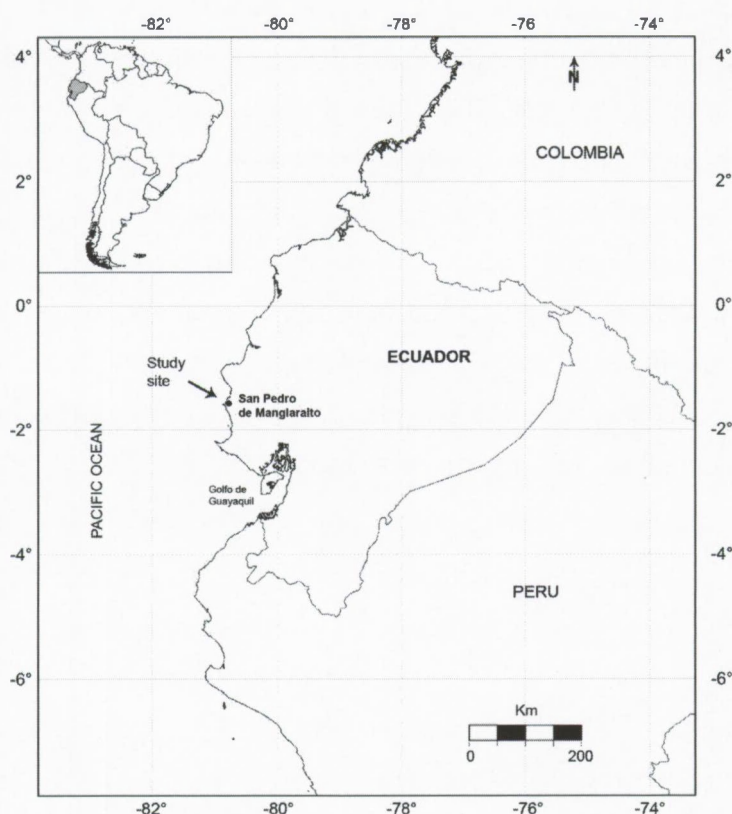 -82°
-80°
-78°
-76°
-74°
4°
4°
N
COLOMBIA
2°
2°
0°
0°
ECUADOR
Study
site
San Pedro
de Manglaralto
-2°
-2°
Golfo de
Guayaquil
PACIFIC OCEAN
-4°
-4°
PERU
-6°
-6°
Km
0
200
-82°
-80°
-78°
-76°
-74°